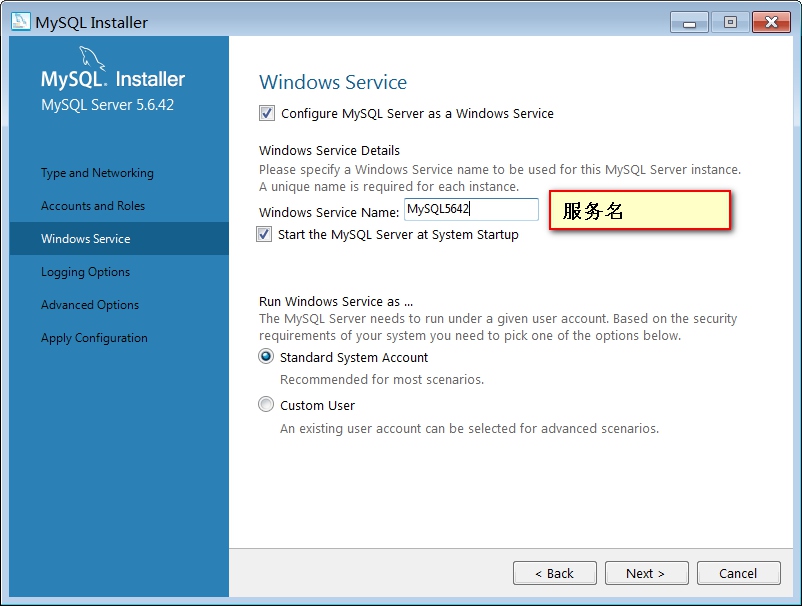 MySQL Installer
MySQL. Installer
MySQL Server 5.6.42
Type and Networking
Accounts and Roles
Windows Service
Logging Options
Advanced Options
Apply Configuration
Windows Service
Configure MySQL Server as a Windows Service
Windows Service Details
Please specify a Windows Service name to be used for this MySQL Server instance.
A unique name is required for each instance.
Windows Service Name: MySQL5642
服务名
Start the MySQL Server at System Startup
Run Windows Service as ...
The MySQL Server needs to run under a given user account. Based on the security
requirements of your system you need to pick one of the options below.
Standard System Account
Recommended for most scenarios.
Custom User
An existing user account can be selected for advanced scenarios.
< Back
Next >
Cancel